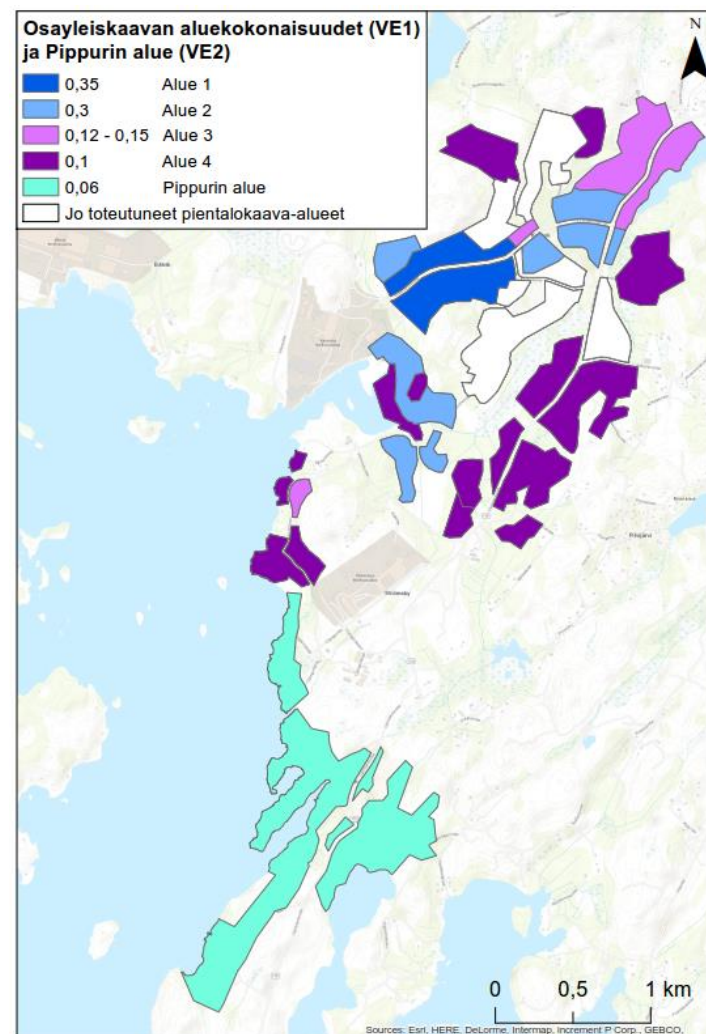 Osayleiskaavan aluekokonaisuudet (VE1)
ja Pippurin alue (VE2)
0,35 Alue 1
0,3 Alue 2
0,12 - 0,15 Alue 3
0,1 Alue 4
0,06 Pippurin alue
Jo toteutuneet pientalokaava-alueet
N
0 0,5 1 km
Sources: Esri, HERE, DeLorme, Intermap, increment P Corp., GEBCO,